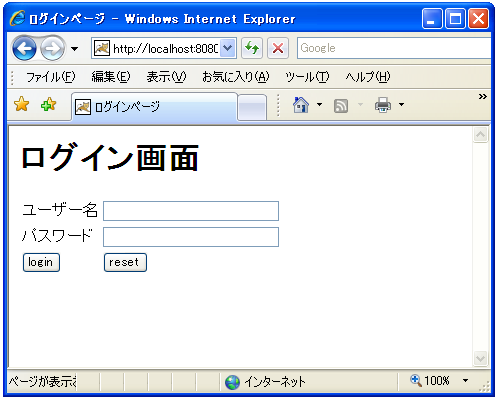 ログインページ - Windows Internet Explorer
http://localhost:8080
Google
ファイル(F) 編集(E) 表示(V) お気に入り(A) ツール(T) ヘルプ(H)
ログインページ
»
ログイン画面
ユーザー名
パスワード
login reset
ページが表示さ インターネット 100%